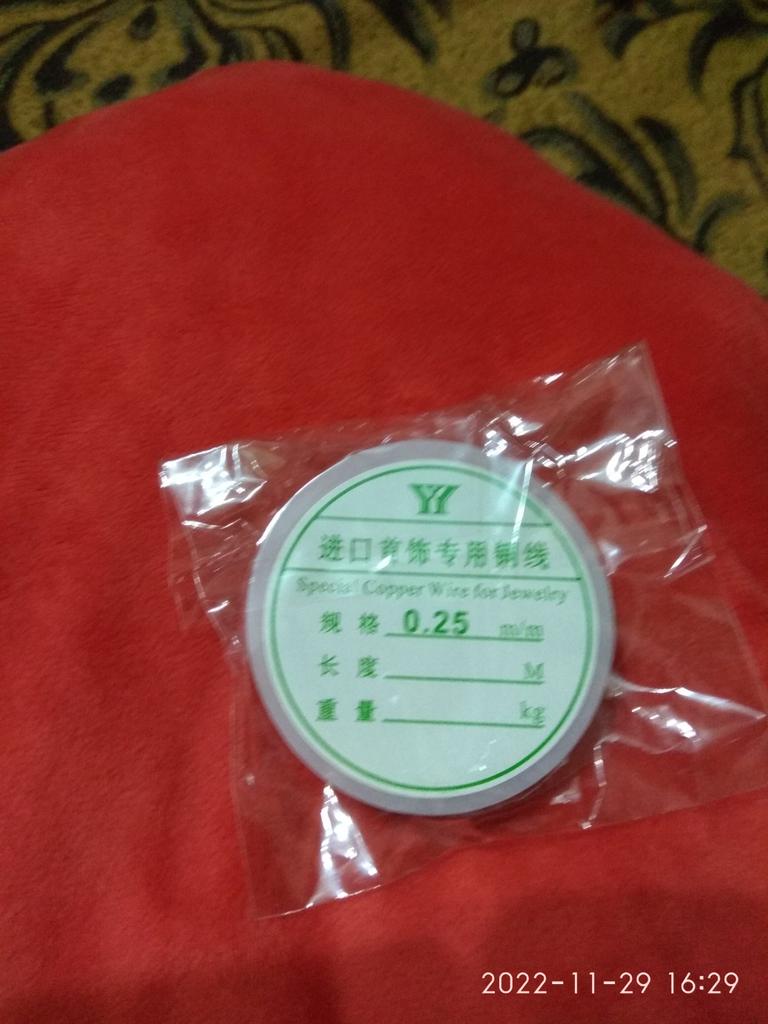 YY
进口首饰专用铜线
Special Copper Wire for Jewelry
规 格 0.25 m/m
长 度 M
重 量 kg
2022-11-29 16:29